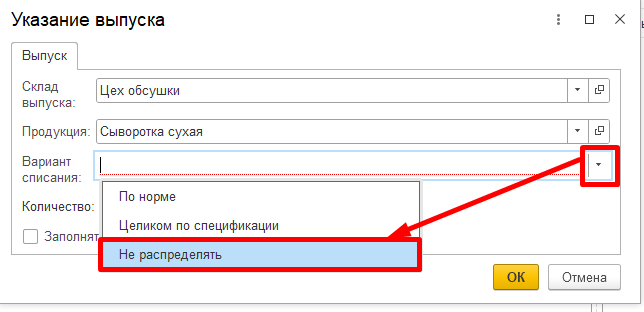 Указание выпуска
Выпуск
Склад выпуска:
Цех обсушки
Продукция:
Сыворотка сухая
Вариант списания:
По норме
Количество:
Целиком по спецификации
Заполнят
Не распределять
ОК
Отмена